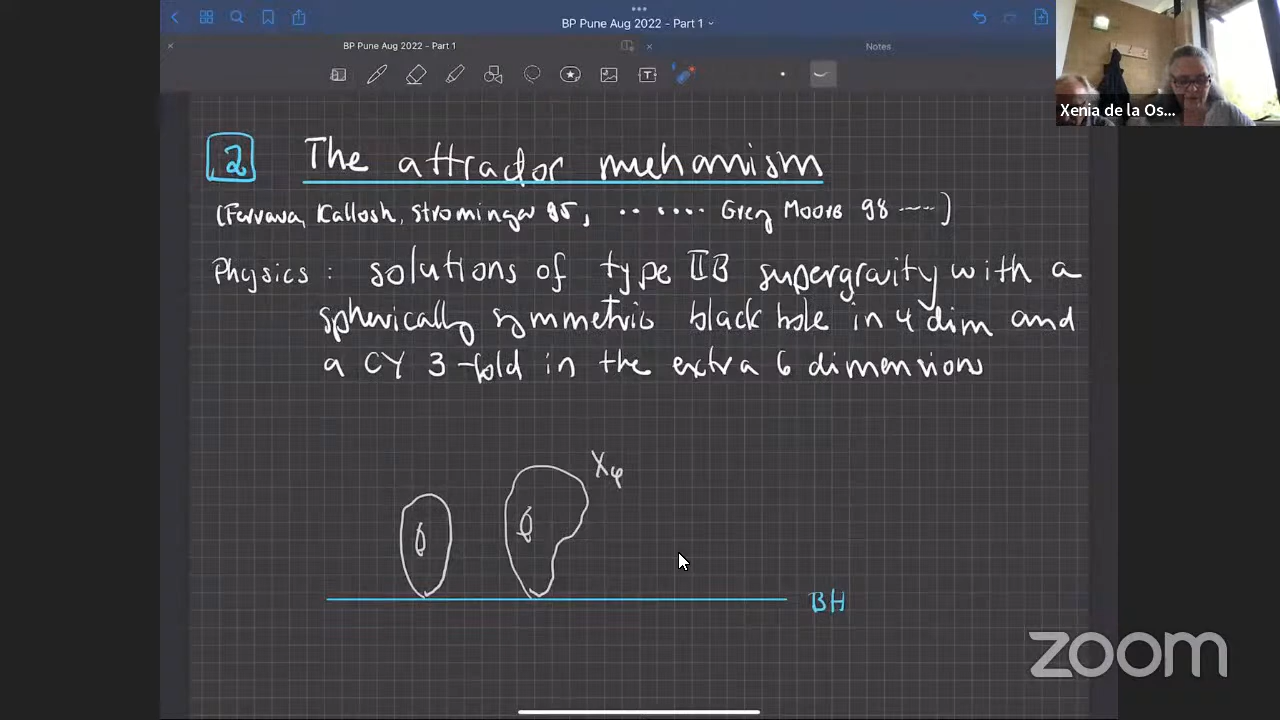 BP Pune Aug 2022 - Part 1
BP Pune Aug 2022 - Part 1
Notes
Xenia de la Os...
2 The attractor mechanism
(Ferrara, Kallosh, Strominger 95, ........ Greg Moore 98 ----)
Physics : solutions of type IIB supergravity with a
spherically symmetric black hole in 4 dim and
a CY 3-fold in the extra 6 dimensions
Xφ
BH
zoom